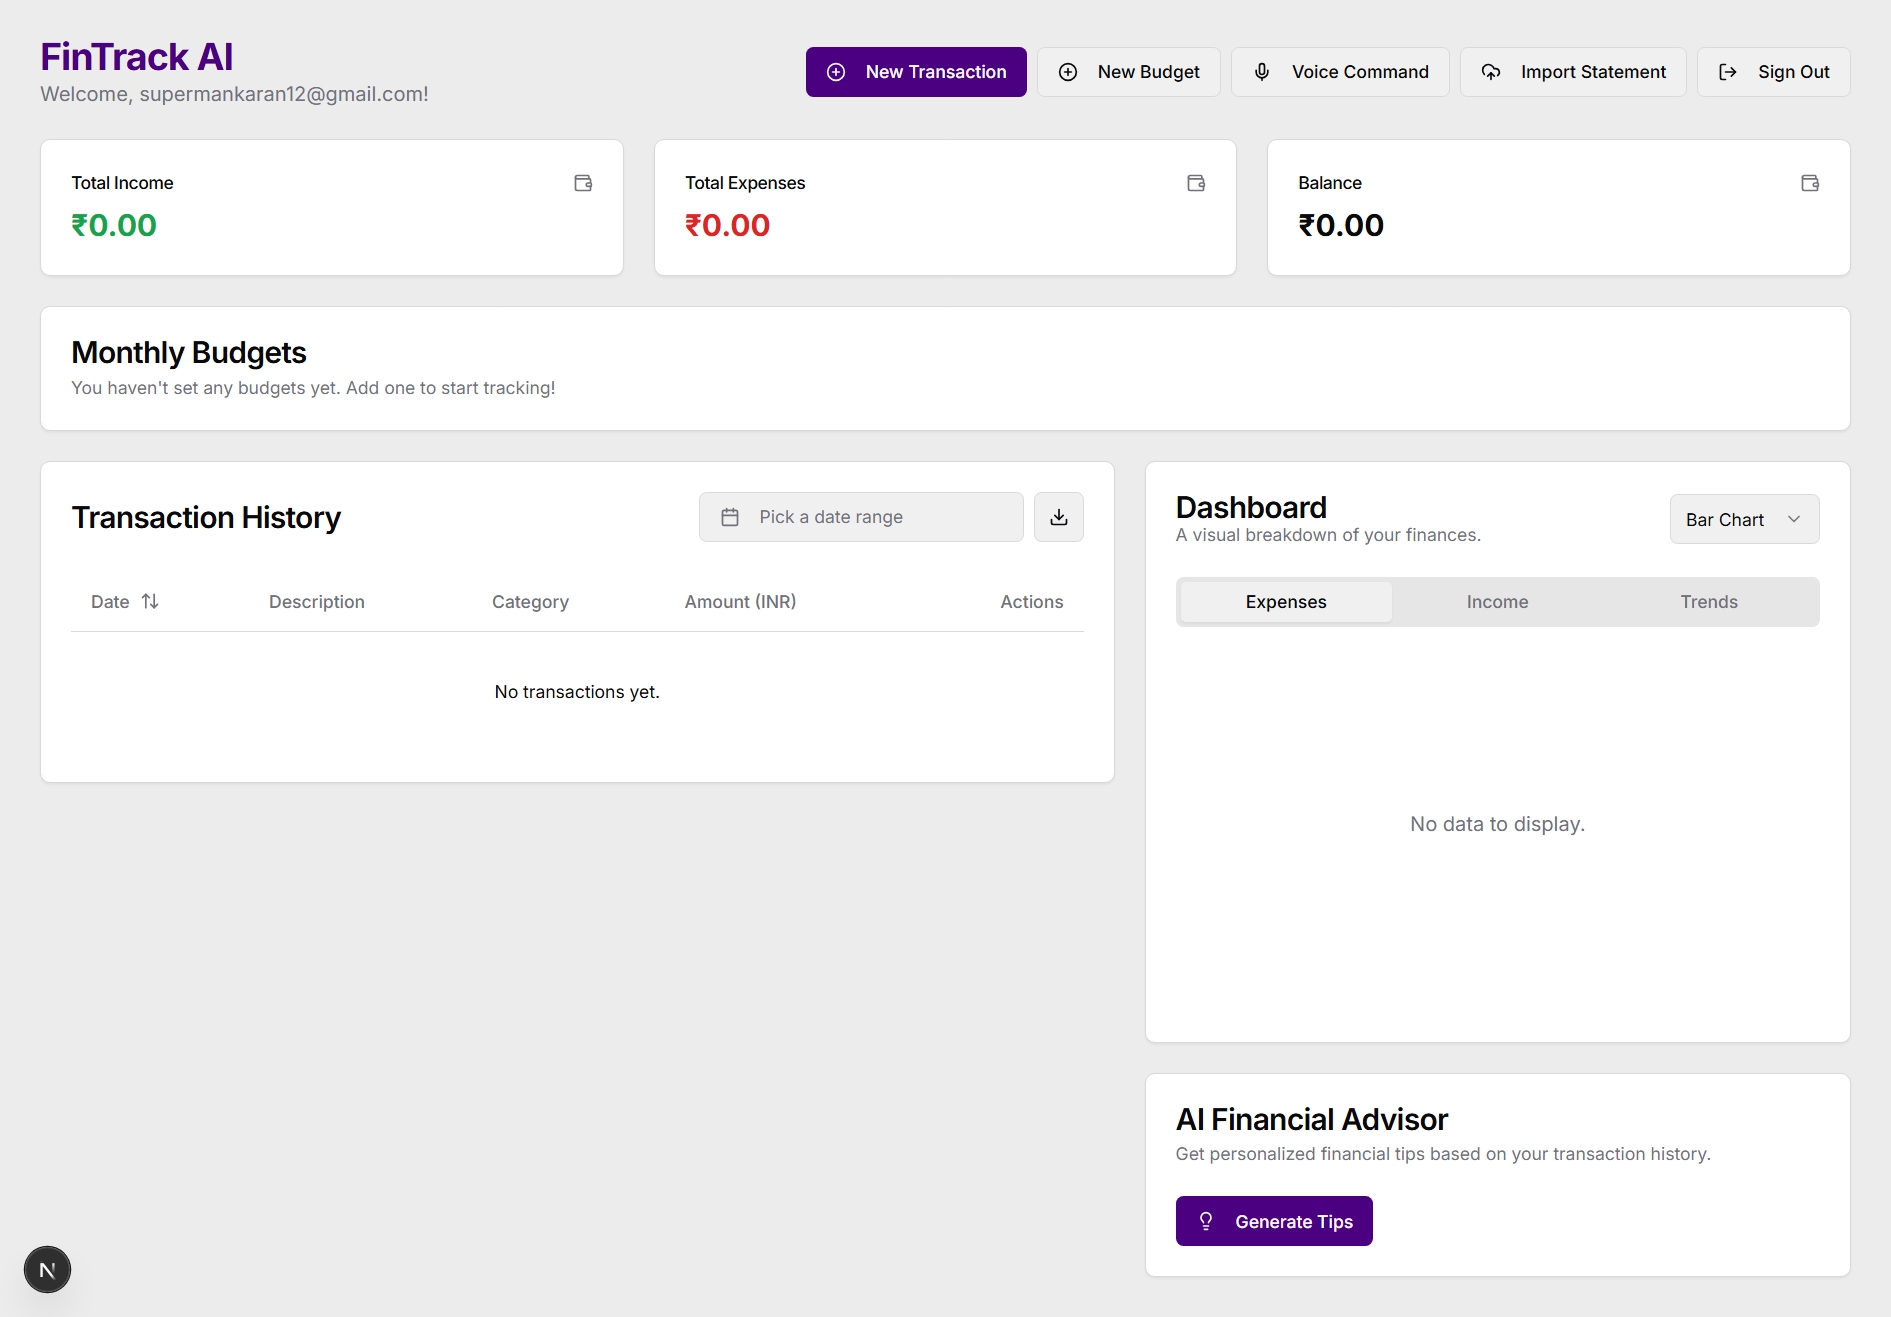 FinTrack AI
Welcome, supermankaran12@gmail.com!
New Transaction
New Budget
Voice Command
Import Statement
Sign Out
Total Income
₹0.00
Total Expenses
₹0.00
Balance
₹0.00
Monthly Budgets
You haven't set any budgets yet. Add one to start tracking!
Transaction History
Pick a date range
Date
Description
Category
Amount (INR)
Actions
No transactions yet.
Dashboard
A visual breakdown of your finances.
Bar Chart
Expenses
Income
Trends
No data to display.
AI Financial Advisor
Get personalized financial tips based on your transaction history.
Generate Tips
N